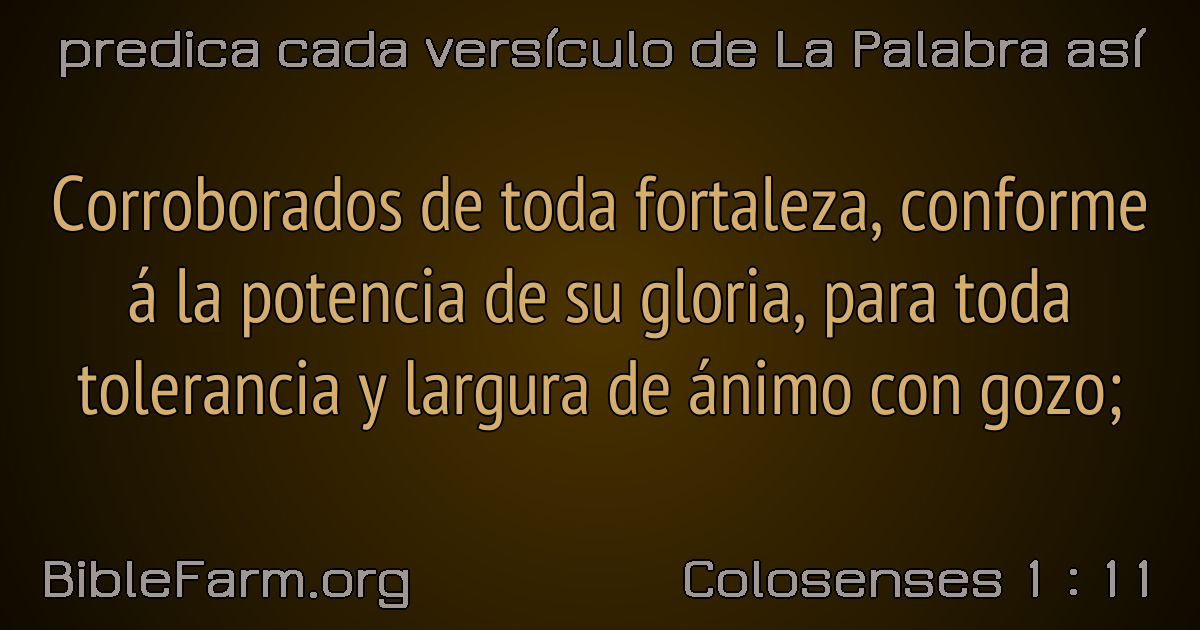 predica cada versículo de La Palabra así
Corroborados de toda fortaleza, conforme
á la potencia de su gloria, para toda
tolerancia y largura de ánimo con gozo;
BibleFarm.org
Colosenses 1 : 11